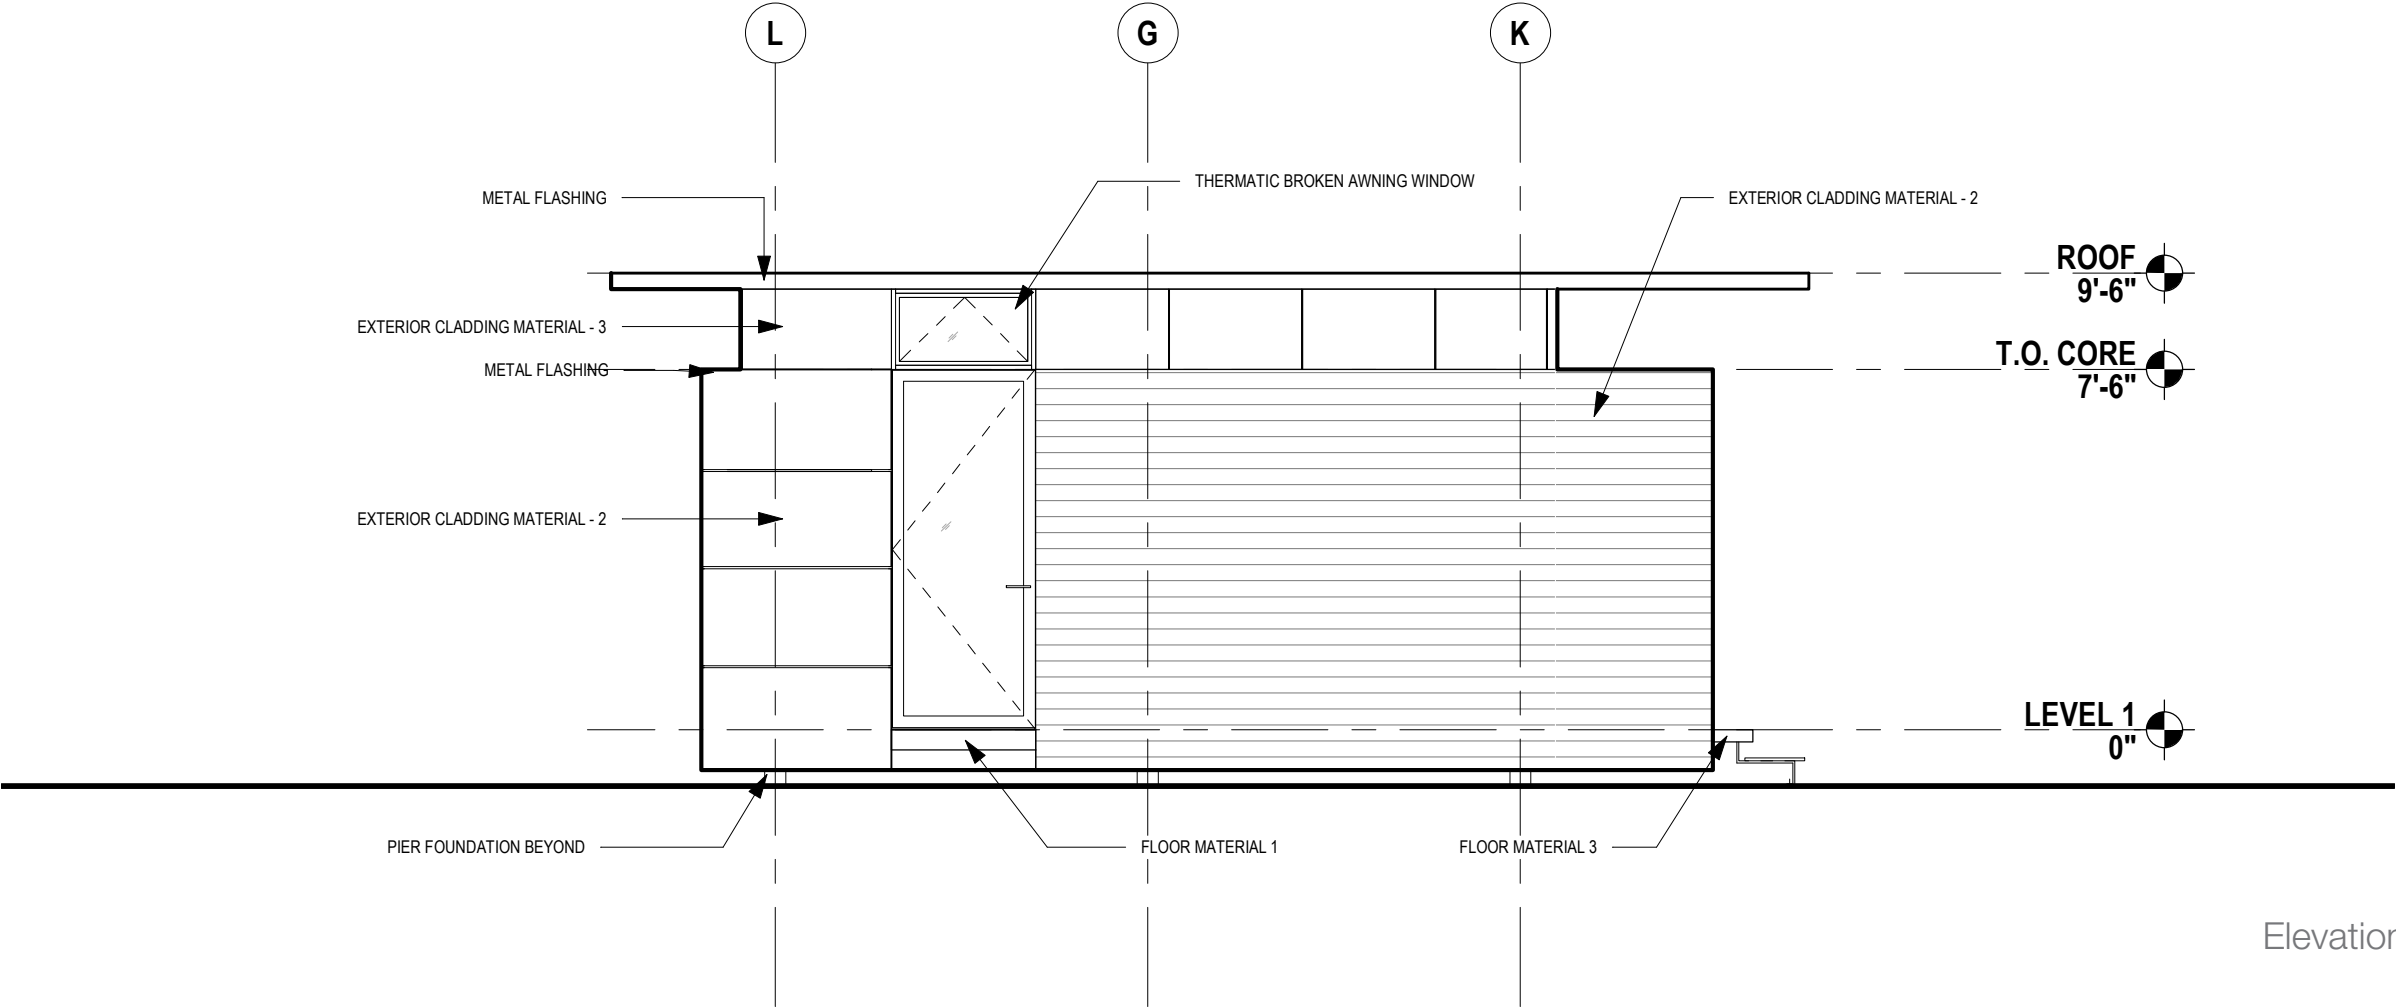 L
G
K
THERMATIC BROKEN AWNING WINDOW
METAL FLASHING
EXTERIOR CLADDING MATERIAL - 2
ROOF
9'-6"
EXTERIOR CLADDING MATERIAL - 3
T.O. CORE
7'-6"
METAL FLASHING
EXTERIOR CLADDING MATERIAL - 2
LEVEL 1
0"
PIER FOUNDATION BEYOND
FLOOR MATERIAL 1
FLOOR MATERIAL 3
Elevation